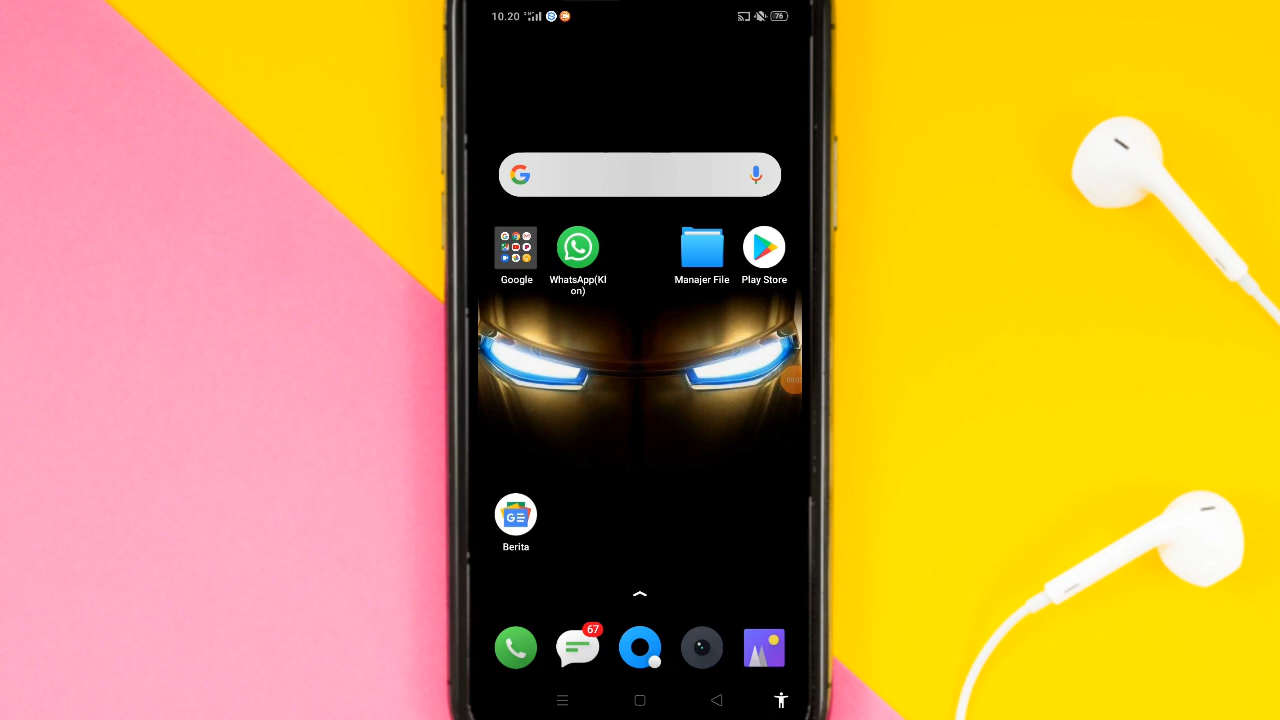 10.20
76
Google
WhatsApp(Kl
on)
Manajer File
Play Store
Berita
67